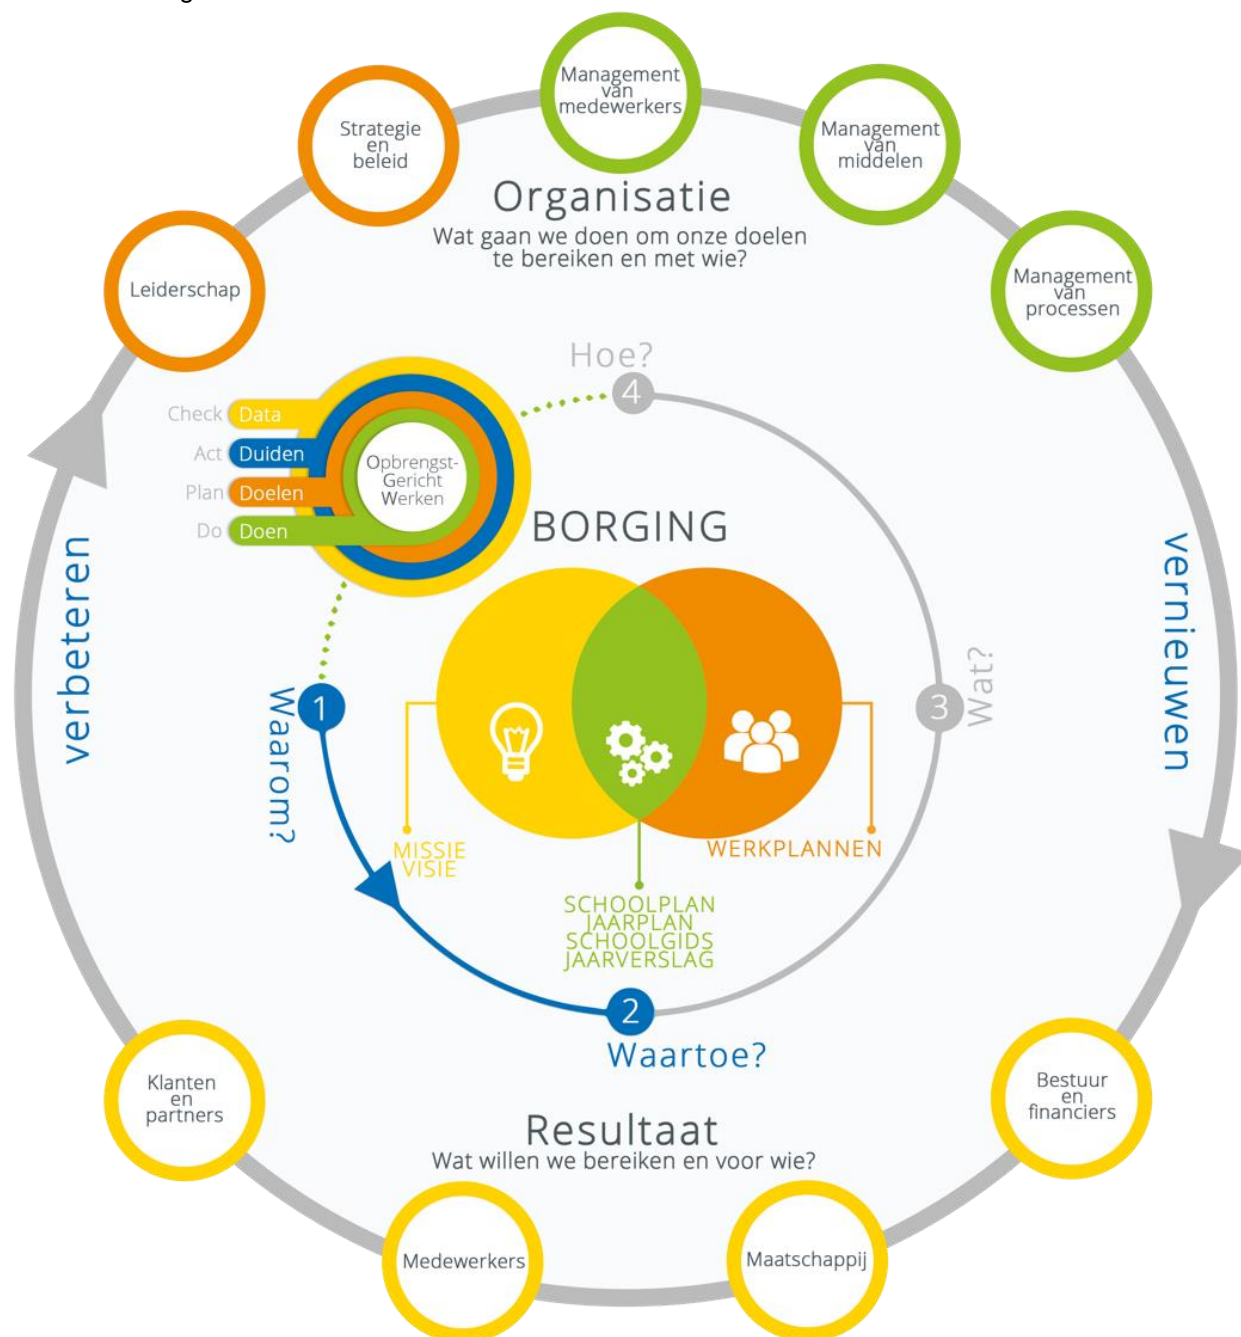 Management
van
medewerkers
Strategie
en
beleid
Management
van
middelen
Leiderschap
Management
van
processen
Organisatie
Wat gaan we doen om onze doelen
te bereiken en met wie?
Hoe?
4
Check Data
Act Duiden
Plan Doelen
Do Doen
Opbrengst-
Gericht
Werken
BORGING
verbeteren
vernieuwen
1
Waarom?
3
Wat?
MISSIE
VISIE
WERKPLANNEN
SCHOOLPLAN
JAARPLAN
SCHOOLGIDS
JAARVERSLAG
2
Waartoe?
Resultaat
Wat willen we bereiken en voor wie?
Klanten
en
partners
Bestuur
en
financiers
Medewerkers
Maatschappij